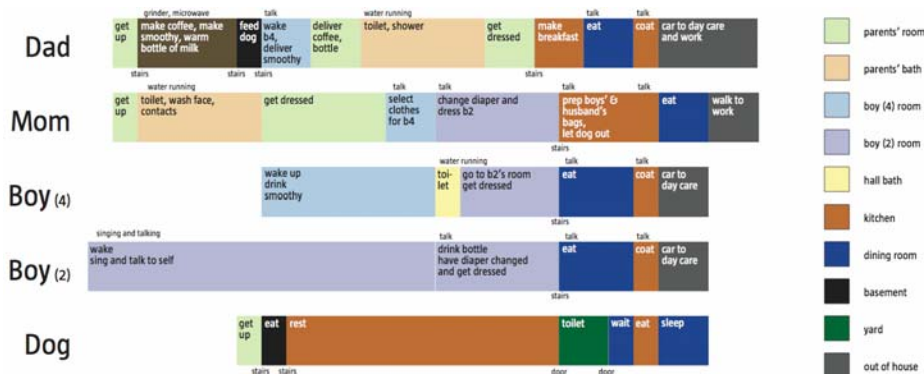 grinder, microwave
talk
water running
talk
talk
Dad
get up
make coffee, make smoothy, warm bottle of milk
feed dog
wake b4, deliver smoothy
deliver coffee, bottle
toilet, shower
get dressed
make breakfast
eat
coat
car to day care and work
stairs
stairs
stairs
stairs
water running
talk
talk
talk
talk
Mom
get up
toilet, wash face, contacts
get dressed
select clothes for b4
change diaper and dress b2
prep boys' & husband's bags, let dog out
eat
walk to work
stairs
water running
talk
talk
Boy (4)
wake up
drink
smoothy
toi-
let
go to b2's room
get dressed
eat
coat
car to
day care
stairs
singing and talking
talk
talk
talk
Boy (2)
wake
sing and talk to self
drink bottle
have diaper changed
and get dressed
eat
coat
car to
day care
stairs
Dog
get
up
eat
rest
toilet
wait
eat
sleep
stairs
stairs
door
door
parents' room
parents' bath
boy (4) room
boy (2) room
hall bath
kitchen
dining room
basement
yard
out of house